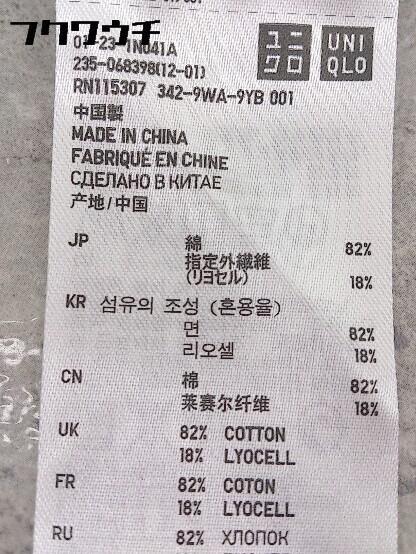 フクウウチ
ユニクロ
UNIQLO
01-23-1N041A
235-068398(12-01)
RN115307 342-9WA-9YB 001
中国製
MADE IN CHINA
FABRIQUÉ EN CHINE
СДЕЛАНО В КИТАЕ
产地/中国
JP 綿 82%
指定外繊維
(リヨセル) 18%
KR 섬유의 조성 (혼용율)
면 82%
리오셀 18%
CN 棉 82%
莱赛尔纤维 18%
UK 82% COTTON
18% LYOCELL
FR 82% COTON
18% LYOCELL
RU 82% ХЛОПОК